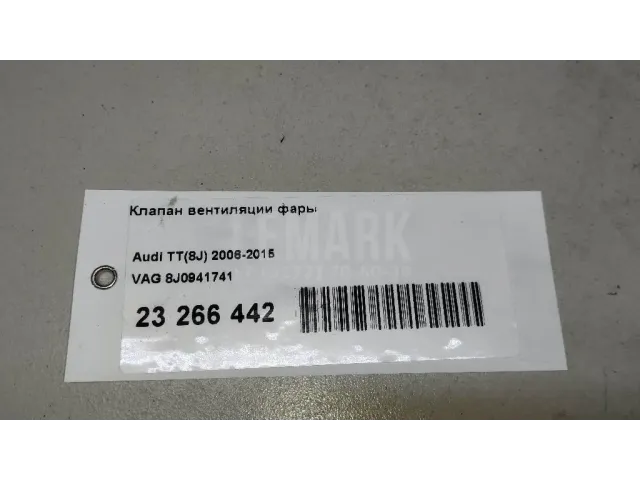 Клапан вентиляции фары
Audi TT(8J) 2006-2015
VAG 8J0941741
23 266 442